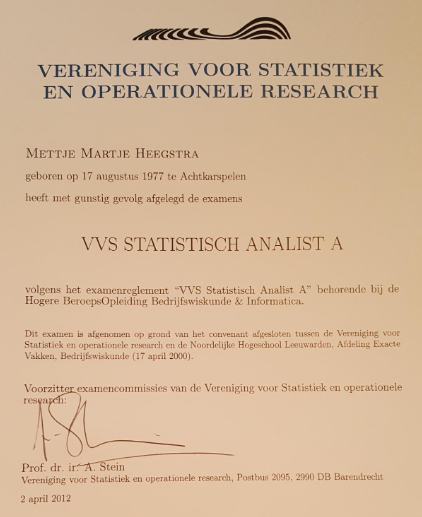 VERENIGING VOOR STATISTIEK
EN OPERATIONELE RESEARCH
METTJE MARTJE HEEGSTRA
geboren op 17 augustus 1977 te Achtkarspelen
heeft met gunstig gevolg afgelegd de examens
VVS STATISTISCH ANALIST A
volgens het examenreglement “VVS Statistisch Analist A” behorende bij de
Hogere BeroepsOpleiding Bedrijfswiskunde & Informatica.
Dit examen is afgenomen op grond van het convenant afgesloten tussen de Vereniging voor
Statistiek en operationele research en de Noordelijke Hogeschool Leeuwarden, Afdeling Exacte
Vakken, Bedrijfswiskunde (17 april 2000).
Voorzitter examencommissies van de Vereniging voor Statistiek en operationele
research:
Prof. dr. ir. A. Stein
Vereniging voor Statistiek en operationele research, Postbus 2095, 2990 DB Barendrecht
2 april 2012